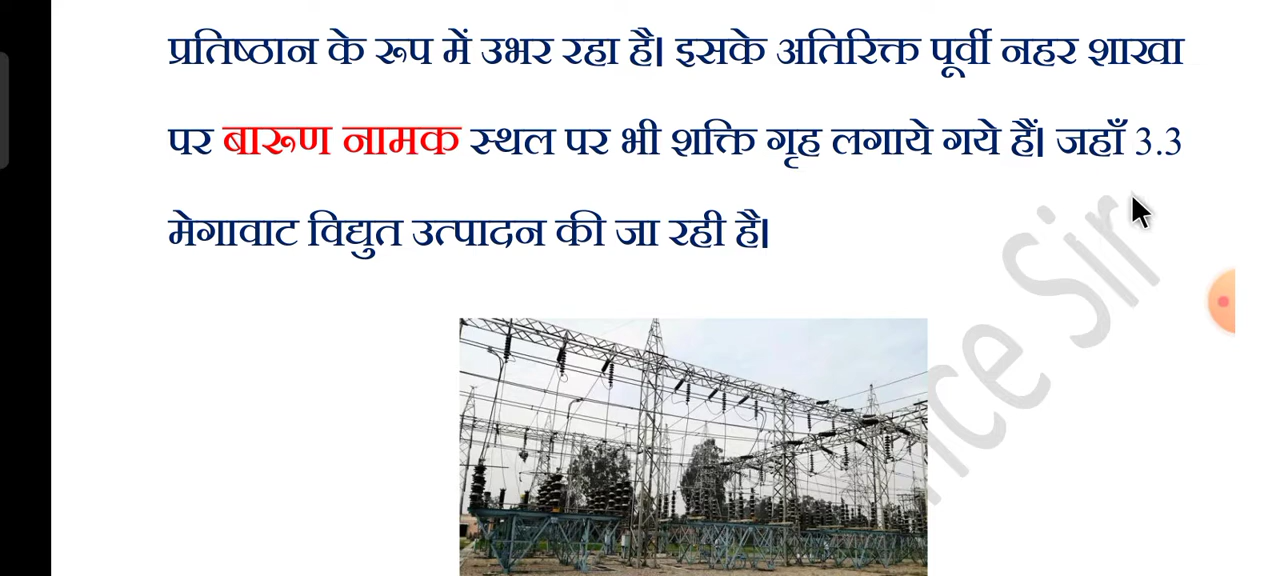 प्रतिष्ठान के रूप में उभर रहा है। इसके अतिरिक्त पूर्वी नहर शाखा
पर बारूण नामक स्थल पर भी शक्ति गृह लगाये गये हैं। जहाँ 3.3
मेगावाट विद्युत उत्पादन की जा रही है।
Sir